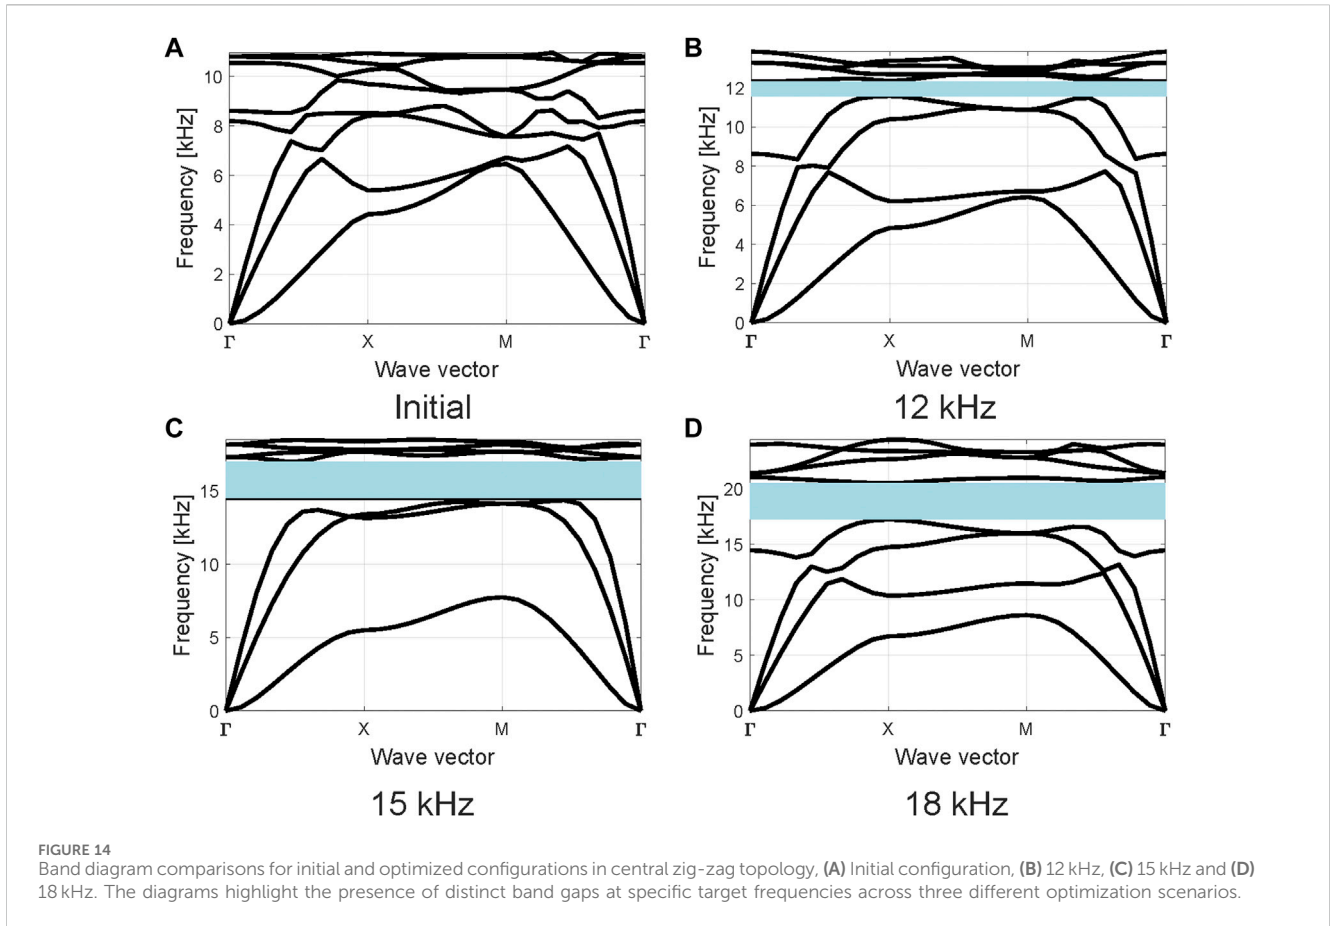 A
Frequency [kHz]
10
8
6
4
2
0
Γ X M Γ
Wave vector
Initial
B
Frequency [kHz]
12
10
8
6
4
2
0
Γ X M Γ
Wave vector
12 kHz
C
Frequency [kHz]
15
10
5
0
Γ X M Γ
Wave vector
15 kHz
D
Frequency [kHz]
20
15
10
5
0
Γ X M Γ
Wave vector
18 kHz
FIGURE 14
Band diagram comparisons for initial and optimized configurations in central zig-zag topology, (A) Initial configuration, (B) 12 kHz, (C) 15 kHz and (D)
18 kHz. The diagrams highlight the presence of distinct band gaps at specific target frequencies across three different optimization scenarios.